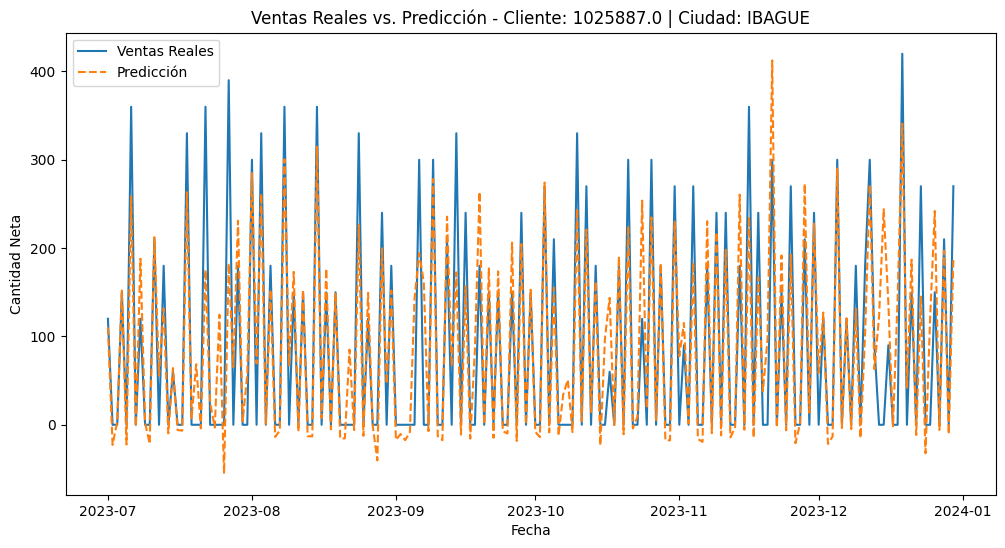 Ventas Reales vs. Predicción - Cliente: 1025887.0 | Ciudad: IBAGUE
Ventas Reales
Predicción
400
300
200
100
0
Cantidad Neta
2023-07
2023-08
2023-09
2023-10
2023-11
2023-12
2024-01
Fecha